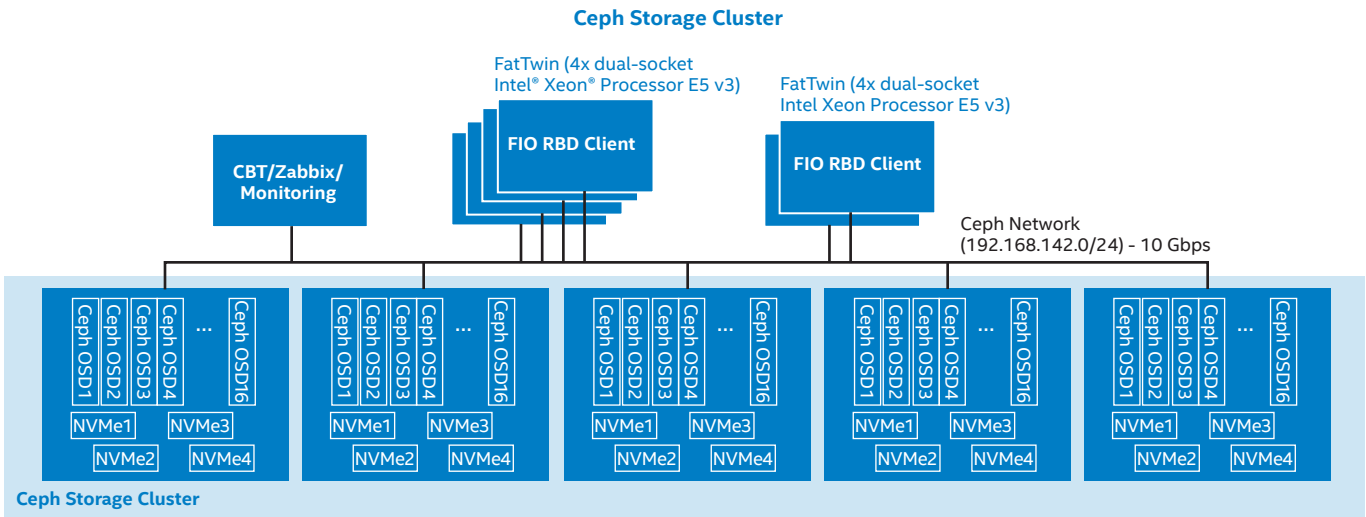 Ceph Storage Cluster
FatTwin (4x dual-socket
Intel® Xeon® Processor E5 v3)
FatTwin (4x dual-socket
Intel Xeon Processor E5 v3)
CBT/Zabbix/
Monitoring
FIO RBD Client
FIO RBD Client
Ceph Network
(192.168.142.0/24) - 10 Gbps
Ceph OSD1
Ceph OSD2
Ceph OSD3
Ceph OSD4
...
Ceph OSD16
NVMe1
NVMe3
NVMe2
NVMe4
Ceph OSD1
Ceph OSD2
Ceph OSD3
Ceph OSD4
...
Ceph OSD16
NVMe1
NVMe3
NVMe2
NVMe4
Ceph OSD1
Ceph OSD2
Ceph OSD3
Ceph OSD4
...
Ceph OSD16
NVMe1
NVMe3
NVMe2
NVMe4
Ceph OSD1
Ceph OSD2
Ceph OSD3
Ceph OSD4
...
Ceph OSD16
NVMe1
NVMe3
NVMe2
NVMe4
Ceph OSD1
Ceph OSD2
Ceph OSD3
Ceph OSD4
...
Ceph OSD16
NVMe1
NVMe3
NVMe2
NVMe4
Ceph Storage Cluster